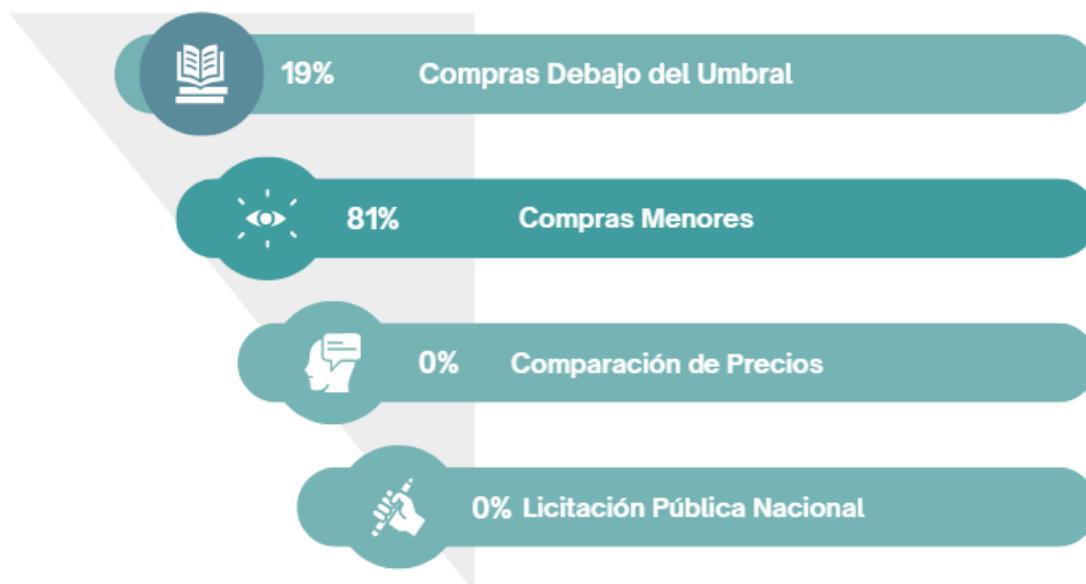 19% Compras Debajo del Umbral
81% Compras Menores
0% Comparación de Precios
0% Licitación Pública Nacional